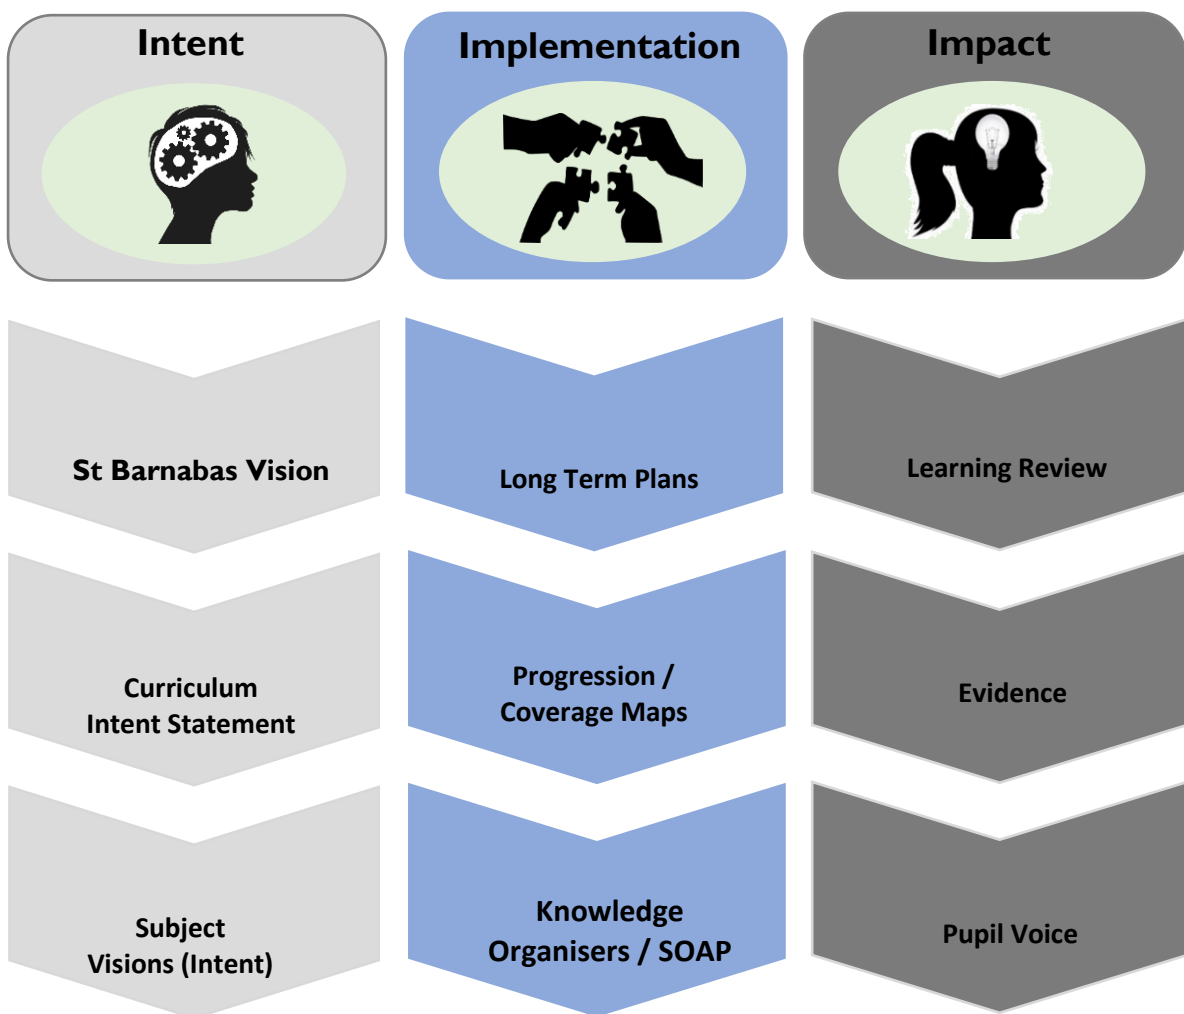 Intent
Implementation
Impact
St Barnabas Vision
Long Term Plans
Learning Review
Curriculum
Intent Statement
Progression /
Coverage Maps
Evidence
Subject
Visions (Intent)
Knowledge
Organisers / SOAP
Pupil Voice